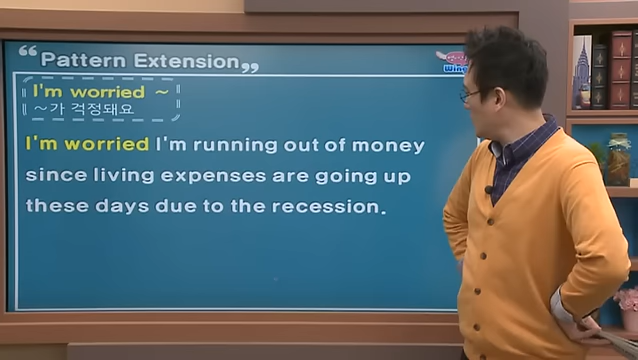 “Pattern Extension„
I'm worried ~
~가 걱정돼요
Wing
I'm worried I'm running out of money
since living expenses are going up
these days due to the recession.